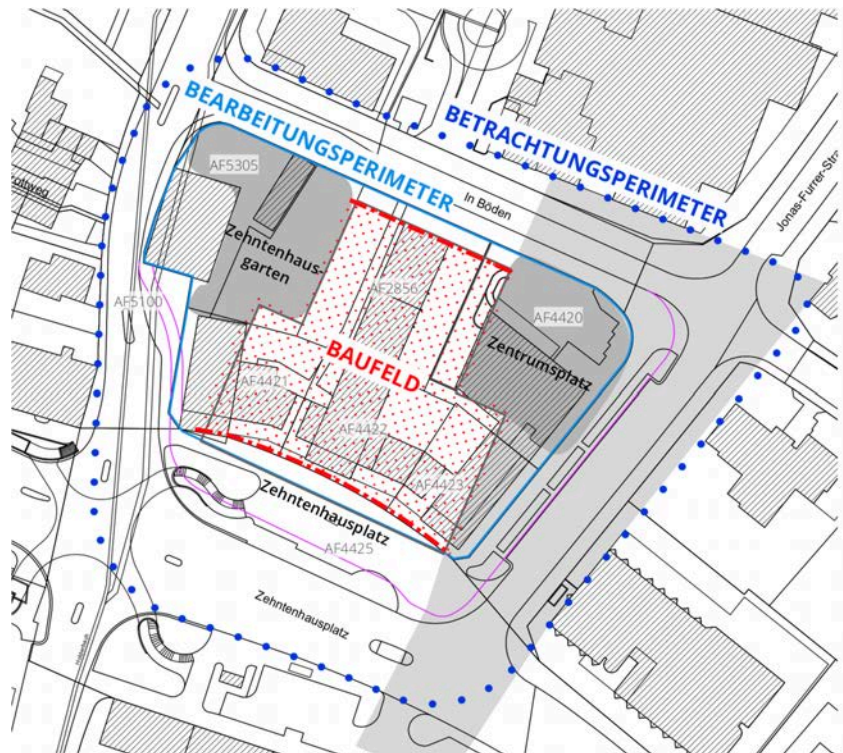 BETRACHTUNGSPERIMETER
BEARBEITUNGSPERIMETER
Jonas-Furrer-Stra
AF5305
In Böden
Zehntenhaus-
garten
AF2856
AF5100
AF4420
Zentrumsplatz
BAUFELD
AF4421
AF4422
AF4423
Zehntenhausplatz
AF4425
Zehntenhausplatz